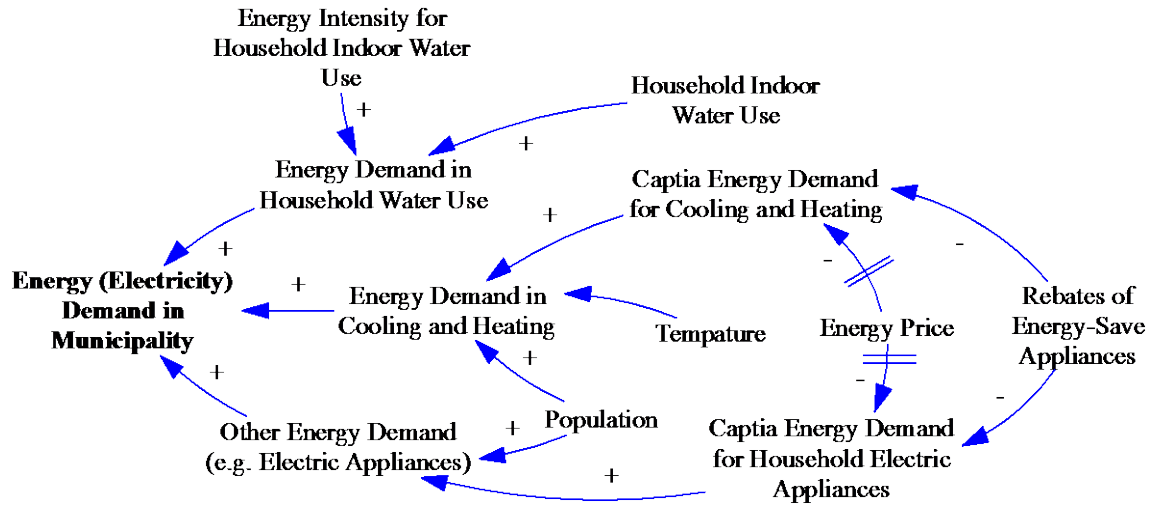 Energy Intensity for
Household Indoor Water
Use
+
Household Indoor
Water Use
+
Energy Demand in
Household Water Use
Captia Energy Demand
for Cooling and Heating
+
+
-
-
Energy (Electricity)
Demand in
Municipality
+
Energy Demand in
Cooling and Heating
Tempature
Energy Price
Rebates of
Energy-Save
Appliances
+
+
-
-
Population
+
Other Energy Demand
(e.g. Electric Appliances)
Captia Energy Demand
for Household Electric
Appliances
+